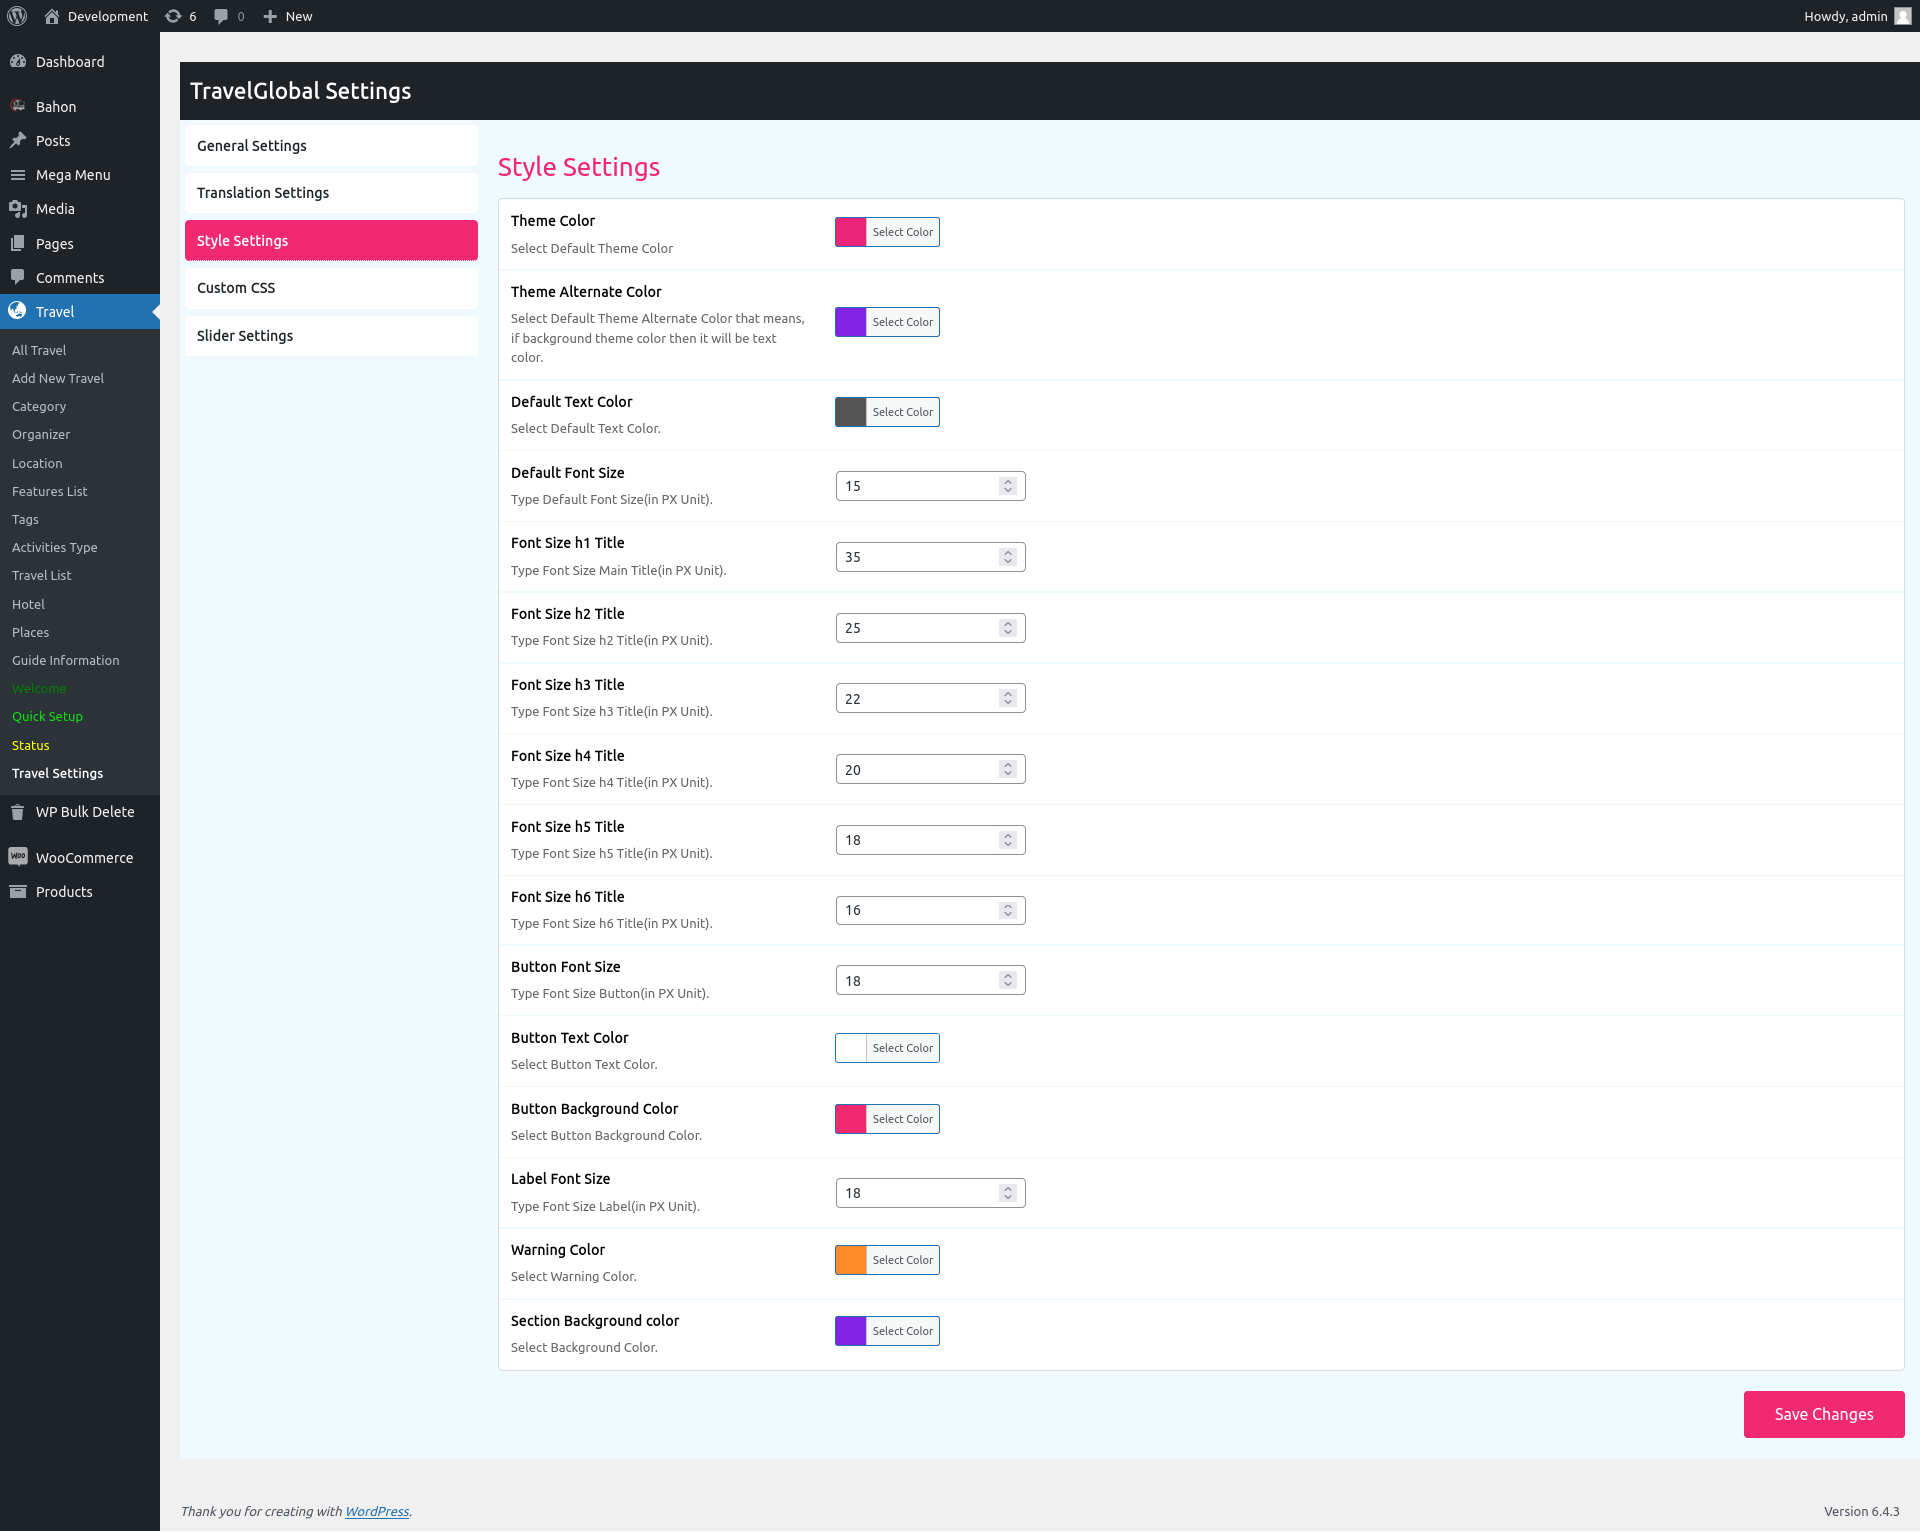 Development
6
0
New
Howdy, admin
Dashboard
Bahon
Posts
Mega Menu
Media
Pages
Comments
Travel
All Travel
Add New Travel
Category
Organizer
Location
Features List
Tags
Activities Type
Travel List
Hotel
Places
Guide Information
Welcome
Quick Setup
Status
Travel Settings
WP Bulk Delete
WooCommerce
Products
TravelGlobal Settings
General Settings
Translation Settings
Style Settings
Custom CSS
Slider Settings
Style Settings
Theme Color
Select Default Theme Color
Select Color
Theme Alternate Color
Select Default Theme Alternate Color that means,
if background theme color then it will be text
color.
Select Color
Default Text Color
Select Default Text Color.
Select Color
Default Font Size
Type Default Font Size(in PX Unit).
15
Font Size h1 Title
Type Font Size Main Title(in PX Unit).
35
Font Size h2 Title
Type Font Size h2 Title(in PX Unit).
25
Font Size h3 Title
Type Font Size h3 Title(in PX Unit).
22
Font Size h4 Title
Type Font Size h4 Title(in PX Unit).
20
Font Size h5 Title
Type Font Size h5 Title(in PX Unit).
18
Font Size h6 Title
Type Font Size h6 Title(in PX Unit).
16
Button Font Size
Type Font Size Button(in PX Unit).
18
Button Text Color
Select Button Text Color.
Select Color
Button Background Color
Select Button Background Color.
Select Color
Label Font Size
Type Font Size Label(in PX Unit).
18
Warning Color
Select Warning Color.
Select Color
Section Background color
Select Background Color.
Select Color
Save Changes
Thank you for creating with WordPress.
Version 6.4.3